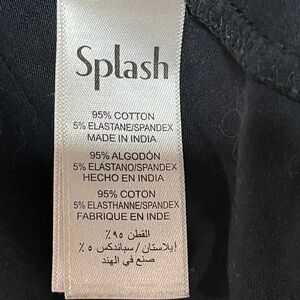 Splash
95% COTTON
5% ELASTANE/SPANDEX
MADE IN INDIA
95% ALGODÓN
5% ELASTANO/SPANDEX
HECHO EN INDIA
95% COTON
5% ELASTHANNE/SPANDEX
FABRIQUE EN INDE
القطن ٩٥٪
إيلاستان/ سباندكس ٥ ٪
صنع في الهند